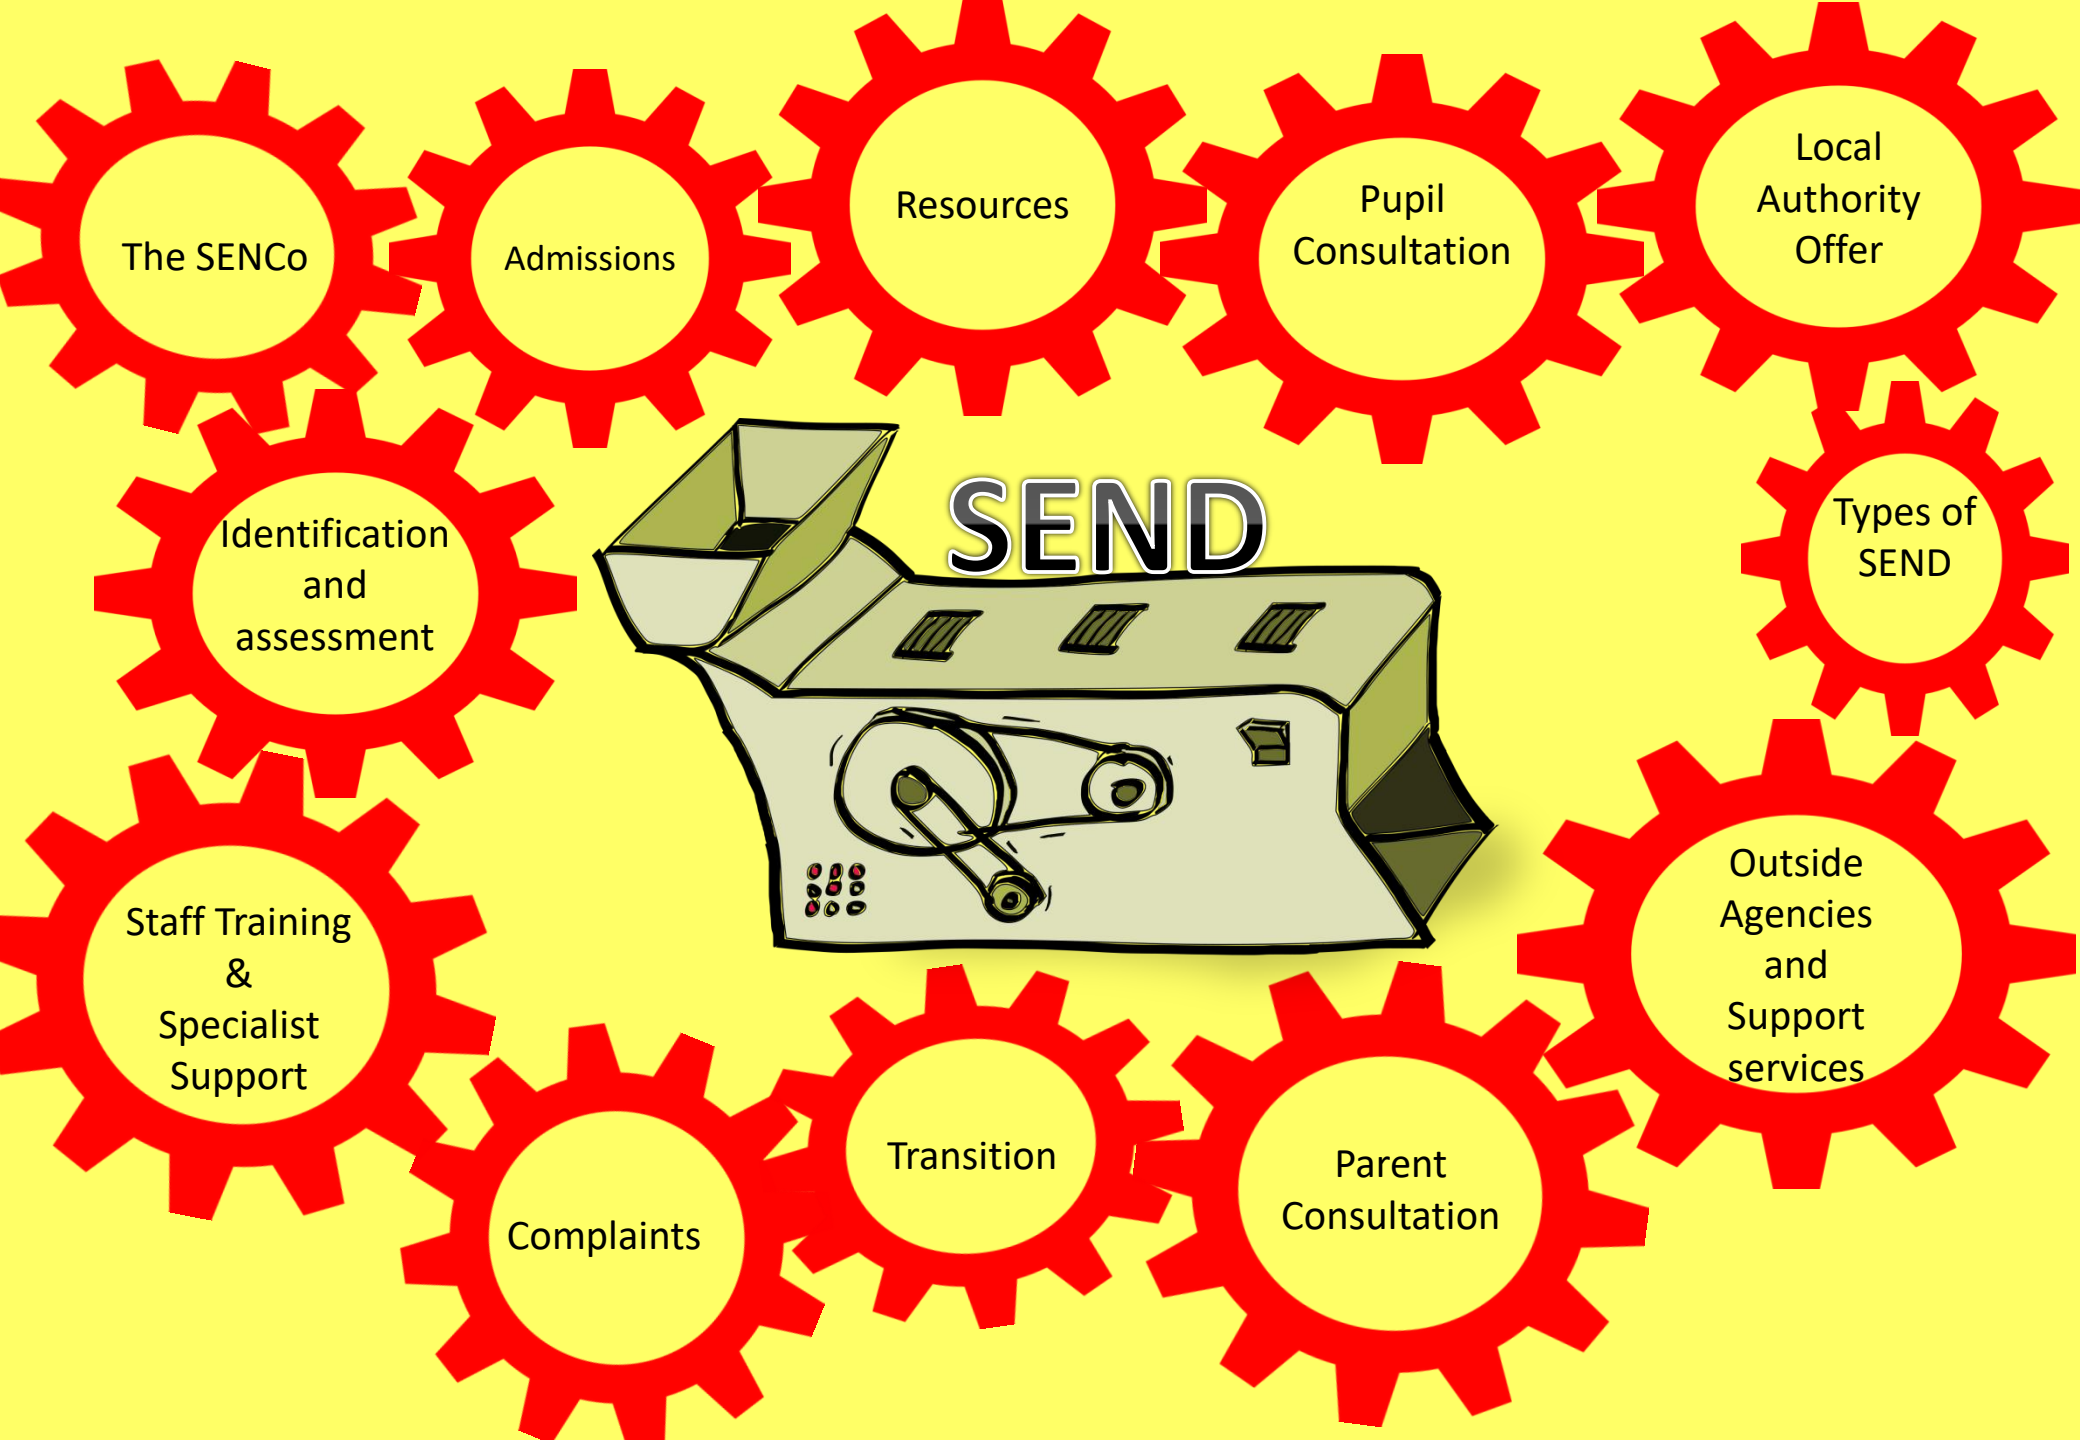 The SENCo
Admissions
Resources
Pupil
Consultation
Local
Authority
Offer
Identification
and
assessment
SEND
Types of
SEND
Staff Training
&
Specialist
Support
Outside
Agencies
and
Support
services
Complaints
Transition
Parent
Consultation